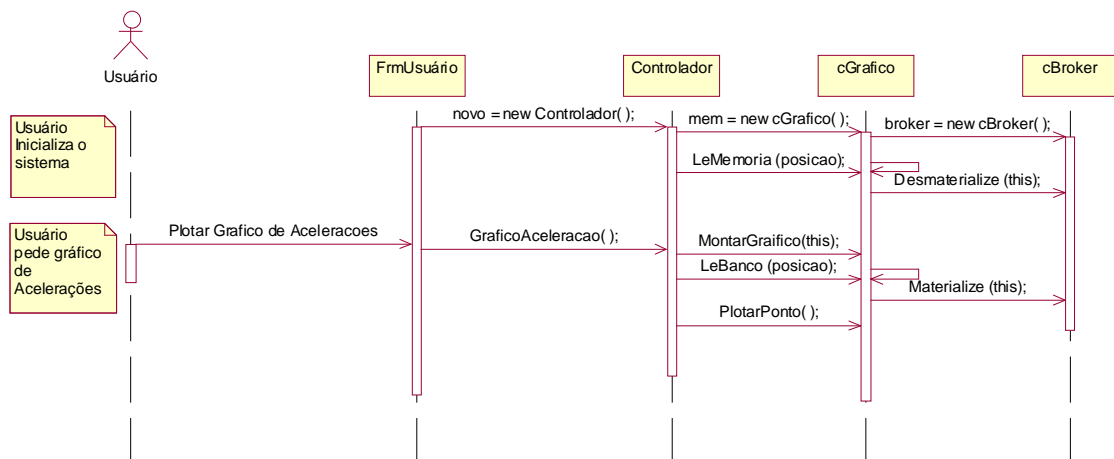 Usuário
FrmUsuário
Controlador
cGrafico
cBroker
Usuário
Inicializa o
sistema
novo = new Controlador( );
mem = new cGrafico( );
broker = new cBroker( );
LeMemoria (posicao);
Desmaterialize (this);
Usuário
pede gráfico
de
Acelerações
Plotar Grafico de Aceleracoes
GraficoAceleracao( );
MontarGraifico(this);
LeBanco (posicao);
Materialize (this);
PlotarPonto( );